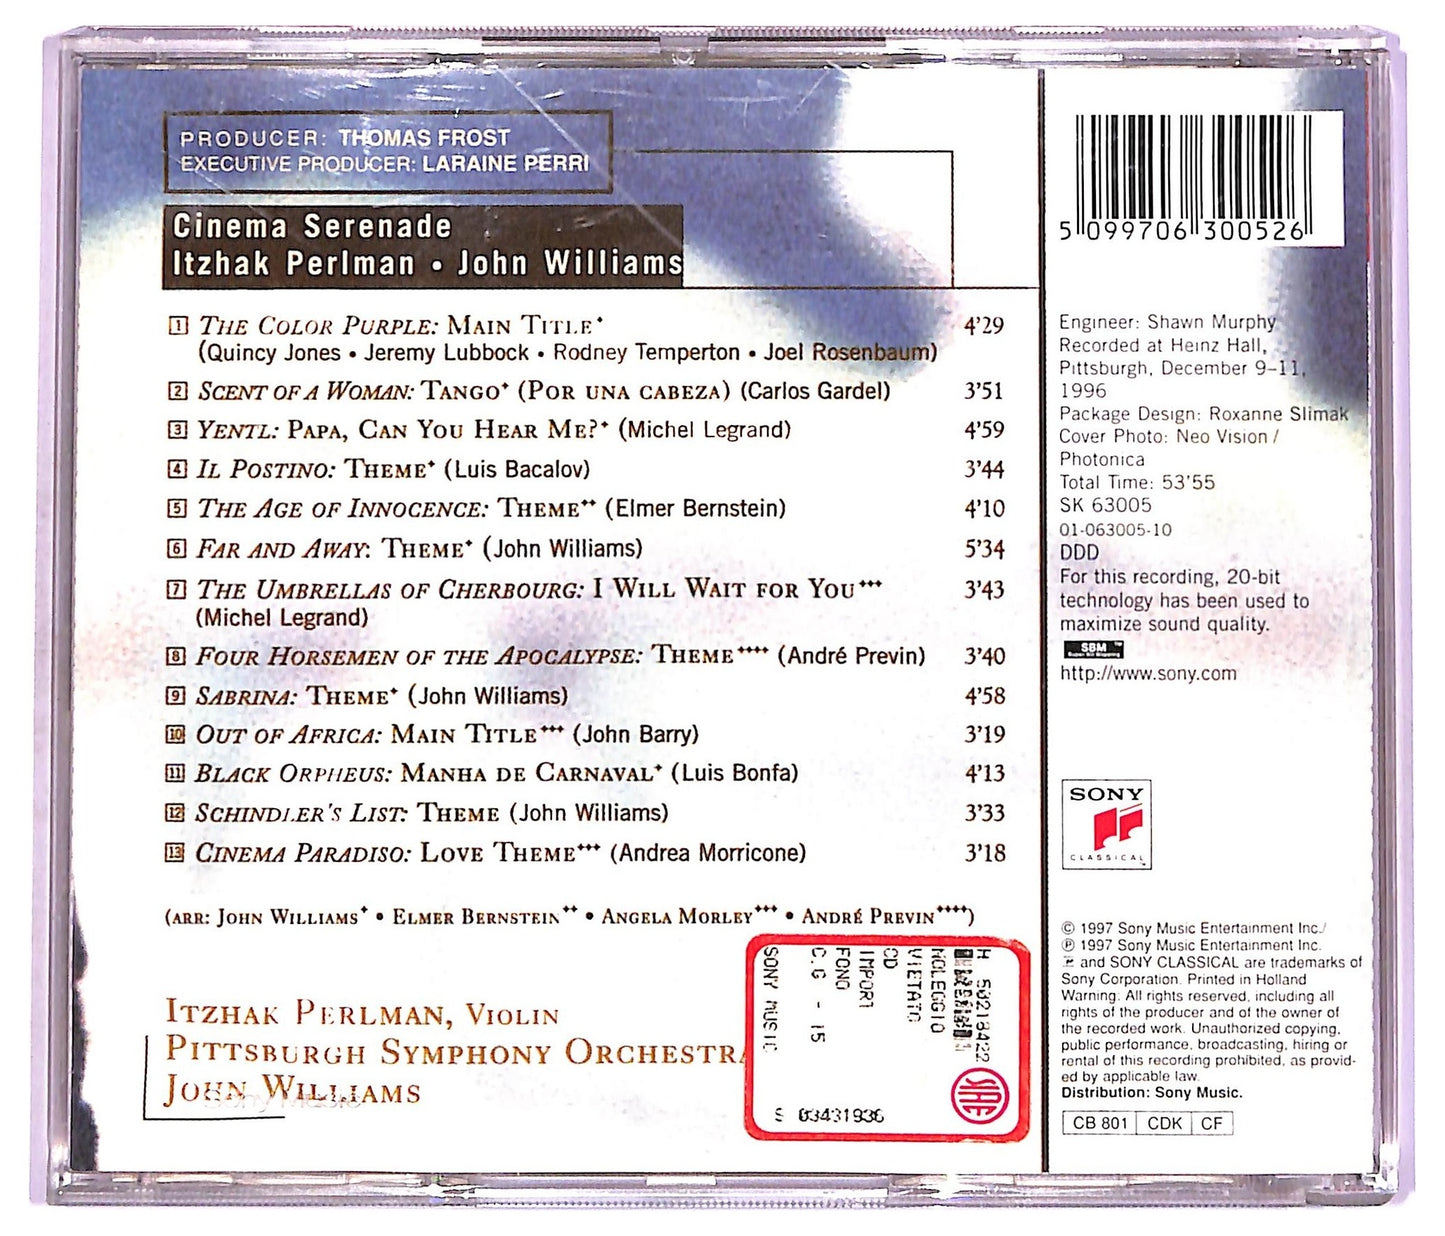 PRODUCER: THOMAS FROST
EXECUTIVE PRODUCER: LARAINE PERRI
Cinema Serenade
Itzhak Perlman • John Williams
1 THE COLOR PURPLE: MAIN TITLE✦ 4'29
(Quincy Jones • Jeremy Lubbock • Rodney Temperton • Joel Rosenbaum)
2 SCENT OF A WOMAN: TANGO✦ (POR UNA CABEZA) (Carlos Gardel) 3'51
3 YENTL: PAPA, CAN YOU HEAR ME?✦ (Michel Legrand) 4'59
4 IL POSTINO: THEME✦ (Luis Bacalov) 3'44
5 THE AGE OF INNOCENCE: THEME✦✦ (Elmer Bernstein) 4'10
6 FAR AND AWAY: THEME✦ (John Williams) 5'34
7 THE UMBRELLAS OF CHERBOURG: I WILL WAIT FOR YOU✦✦✦ 3'43
(Michel Legrand)
8 FOUR HORSEMEN OF THE APOCALYPSE: THEME✦✦✦✦ (André Previn) 3'40
9 SABRINA: THEME✦ (John Williams) 4'58
10 OUT OF AFRICA: MAIN TITLE✦✦✦ (John Barry) 3'19
11 BLACK ORPHEUS: MANHA DE CARNAVAL✦ (Luis Bonfa) 4'13
12 SCHINDLER'S LIST: THEME (John Williams) 3'33
13 CINEMA PARADISO: LOVE THEME✦✦✦ (Andrea Morricone) 3'18
(ARR: JOHN WILLIAMS✦ • ELMER BERNSTEIN✦✦ • ANGELA MORLEY✦✦✦ • ANDRÉ PREVIN✦✦✦✦)
ITZHAK PERLMAN, VIOLIN
PITTSBURGH SYMPHONY ORCHESTRA
JOHN WILLIAMS
Sony Music
H 50218422
NOLEGGIO
VIETATO
CD
IMPORT
FONO
C.G - 15
SONY MUSIC
S 03431936
SIAE
5 099706 300526
Engineer: Shawn Murphy
Recorded at Heinz Hall,
Pittsburgh, December 9–11,
1996
Package Design: Roxanne Slimak
Cover Photo: Neo Vision/
Photonica
Total Time: 53'55
SK 63005
01-063005-10
DDD
For this recording, 20-bit
technology has been used to
maximize sound quality.
SBM™
http://www.sony.com
SONY
CLASSICAL™
© 1997 Sony Music Entertainment Inc./
℗ 1997 Sony Music Entertainment Inc.
and SONY CLASSICAL are trademarks of
Sony Corporation. Printed in Holland
Warning: All rights reserved, including all
rights of the producer and of the owner of
the recorded work. Unauthorized copying,
public performance, broadcasting, hiring or
rental of this recording prohibited, as provid-
ed by applicable law.
Distribution: Sony Music.
CB 801 CDK CF